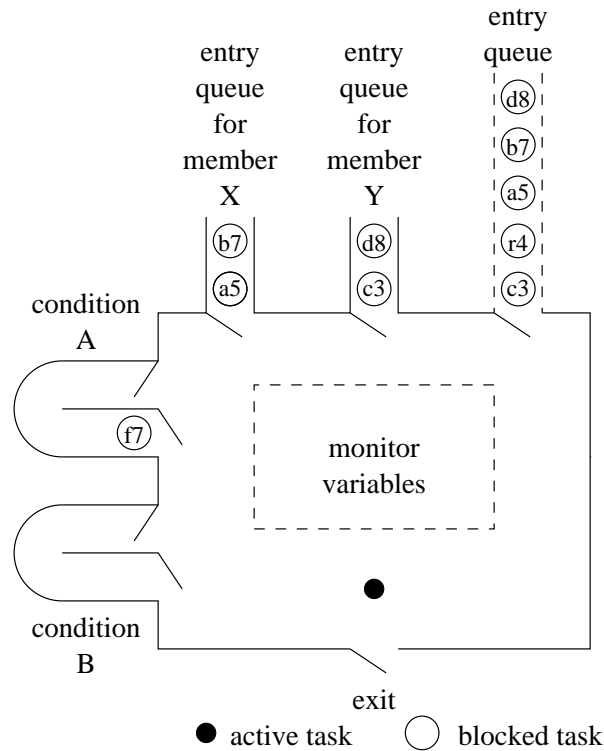 entry
queue
for
member
X
entry
queue
for
member
Y
entry
queue
d8
b7
a5
r4
c3
b7
a5
d8
c3
condition
A
f7
monitor
variables
condition
B
exit
active task
blocked task